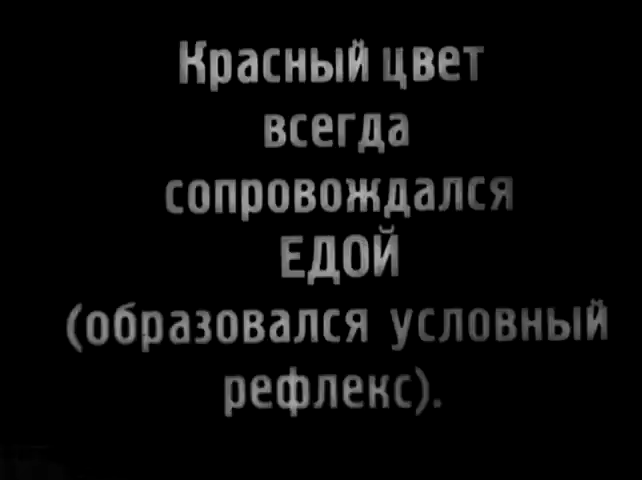 Красный цвет
всегда
сопровождался
ЕДОЙ
(образовался условный
рефлекс).